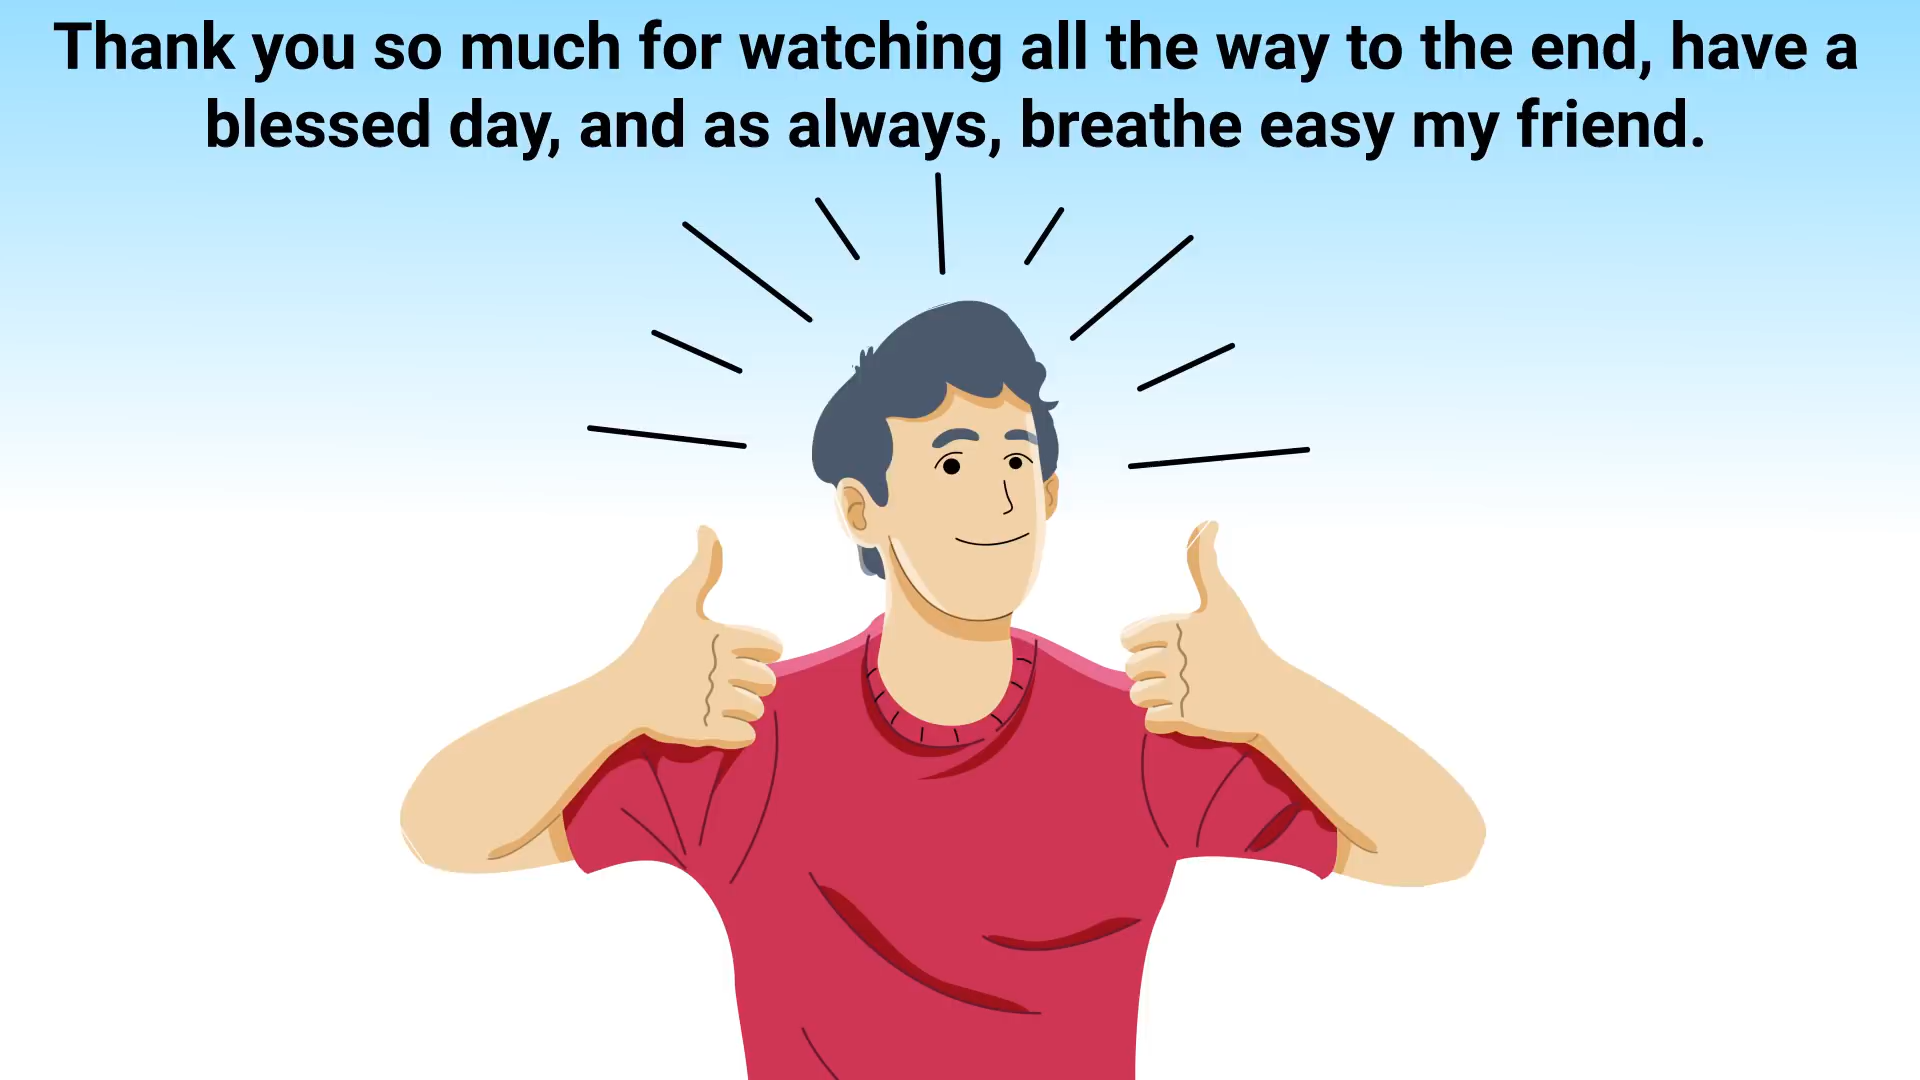 Thank you so much for watching all the way to the end, have a
blessed day, and as always, breathe easy my friend.